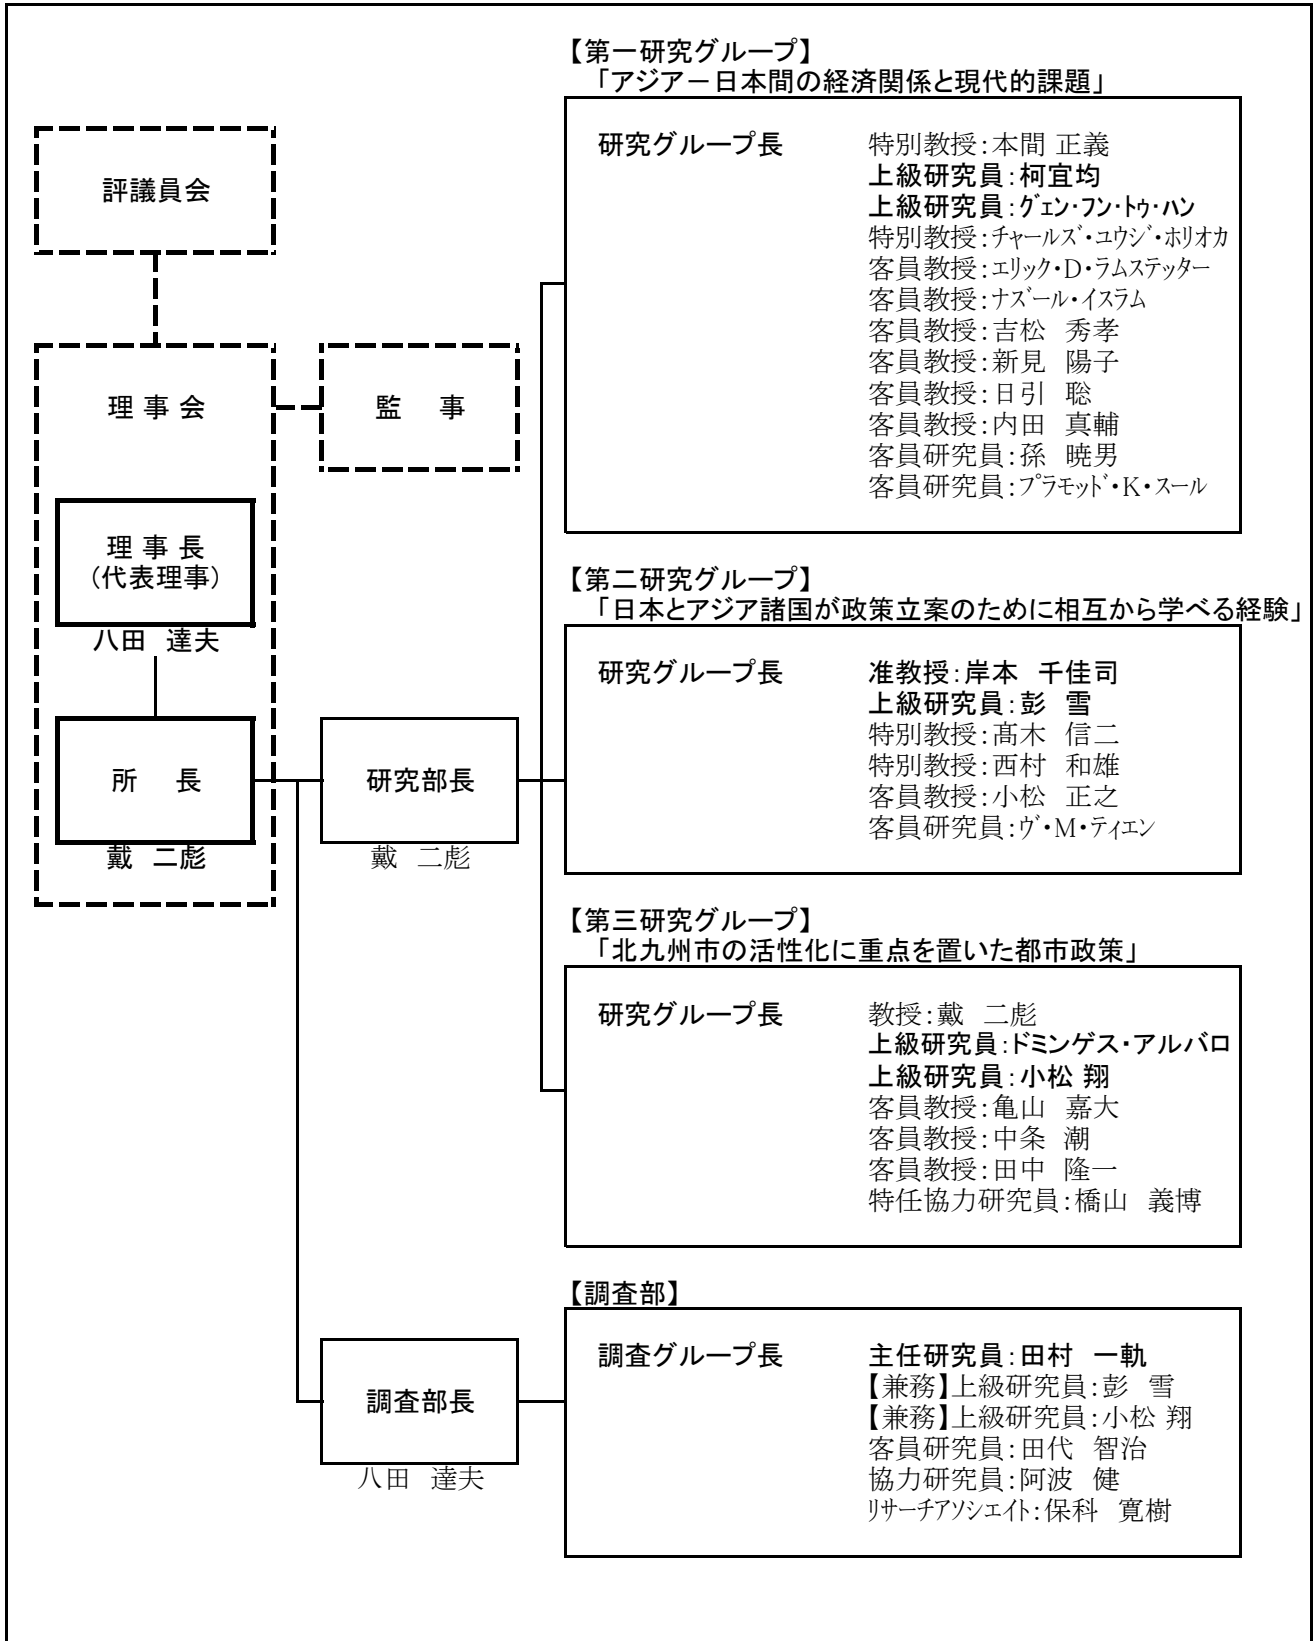 評議員会
理 事 会
監　事
理 事 長
(代表理事)
八田　達夫
所　長
戴　二彪
研究部長
戴　二彪
調査部長
八田　達夫
【第一研究グループ】
「アジア－日本間の経済関係と現代的課題」
研究グループ長　特別教授：本間 正義
上級研究員：柯宜均
上級研究員：グェン・フン・トゥ・ハン
特別教授：チャールズ・ユウジ・ホリオカ
客員教授：エリック・D・ラムステッター
客員教授：ナズール・イスラム
客員教授：吉松　秀孝
客員教授：新見　陽子
客員教授：日引　聡
客員教授：内田　真輔
客員研究員：孫　暁男
客員研究員：プラモッド・K・スール
【第二研究グループ】
「日本とアジア諸国が政策立案のために相互から学べる経験」
研究グループ長　准教授：岸本　千佳司
上級研究員：彭　雪
特別教授：髙木　信二
特別教授：西村　和雄
客員教授：小松　正之
客員研究員：ヴ・M・ティエン
【第三研究グループ】
「北九州市の活性化に重点を置いた都市政策」
研究グループ長　教授：戴　二彪
上級研究員：ドミンゲス・アルバロ
上級研究員：小松 翔
客員教授：亀山　嘉大
客員教授：中条　潮
客員教授：田中　隆一
特任協力研究員：橋山　義博
【調査部】
調査グループ長　主任研究員：田村　一軌
【兼務】上級研究員：彭　雪
【兼務】上級研究員：小松 翔
客員研究員：田代　智治
協力研究員：阿波　健
リサーチアソシエイト：保科　寛樹